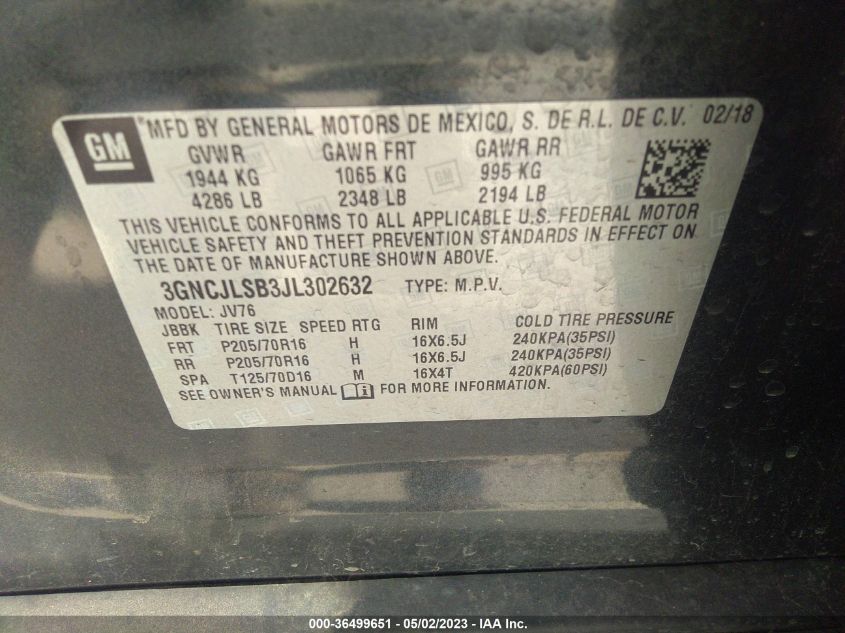 GM
MFD BY GENERAL MOTORS DE MEXICO, S. DE R.L. DE C.V. 02/18
GVWR GAWR FRT GAWR RR
1944 KG 1065 KG 995 KG
4286 LB 2348 LB 2194 LB
THIS VEHICLE CONFORMS TO ALL APPLICABLE U.S. FEDERAL MOTOR
VEHICLE SAFETY AND THEFT PREVENTION STANDARDS IN EFFECT ON
THE DATE OF MANUFACTURE SHOWN ABOVE.
3GNCJLSB3JL302632 TYPE: M.P.V.
MODEL: JV76
JBBK TIRE SIZE SPEED RTG RIM COLD TIRE PRESSURE
FRT P205/70R16 H 16X6.5J 240KPA(35PSI)
RR P205/70R16 H 16X6.5J 240KPA(35PSI)
SPA T125/70D16 M 16X4T 420KPA(60PSI)
SEE OWNER'S MANUAL i FOR MORE INFORMATION.
000-36499651 - 05/02/2023 - IAA Inc.